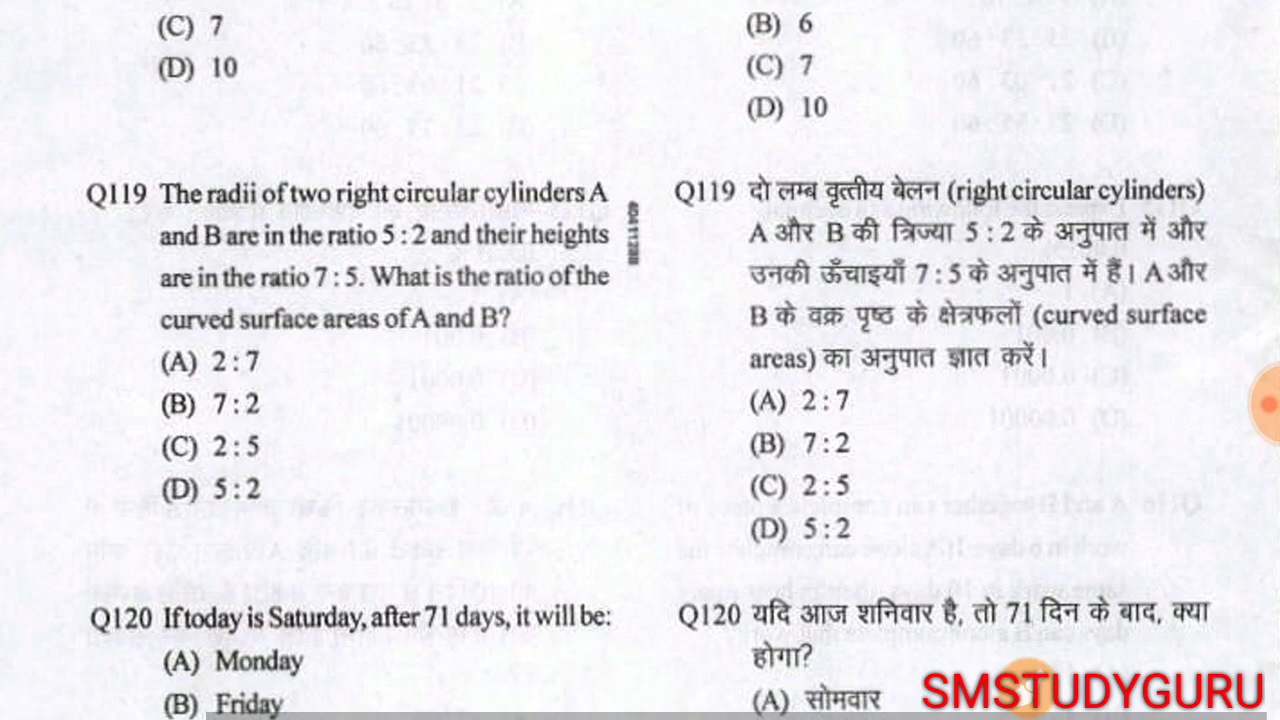 (C) 7
(D) 10
Q119 The radii of two right circular cylinders A
and B are in the ratio 5 : 2 and their heights
are in the ratio 7 : 5. What is the ratio of the
curved surface areas of A and B?
(A) 2 : 7
(B) 7 : 2
(C) 2 : 5
(D) 5 : 2
Q120 If today is Saturday, after 71 days, it will be:
(A) Monday
(B) Friday
(B) 6
(C) 7
(D) 10
Q119 दो लम्ब वृत्तीय बेलन (right circular cylinders)
A और B की त्रिज्या 5 : 2 के अनुपात में और
उनकी ऊँचाइयाँ 7 : 5 के अनुपात में हैं। A और
B के वक्र पृष्ठ के क्षेत्रफलों (curved surface
areas) का अनुपात ज्ञात करें।
(A) 2 : 7
(B) 7 : 2
(C) 2 : 5
(D) 5 : 2
Q120 यदि आज शनिवार है, तो 71 दिन के बाद, क्या
होगा?
(A) सोमवार
SMSTUDYGURU